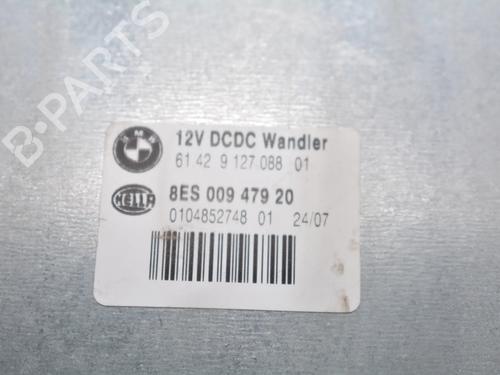 BMW
12V DCDC Wandler
61 42 9 127 088 01
HELLA
8ES 009 479 20
0104852748 01 24/07
B-PARTS